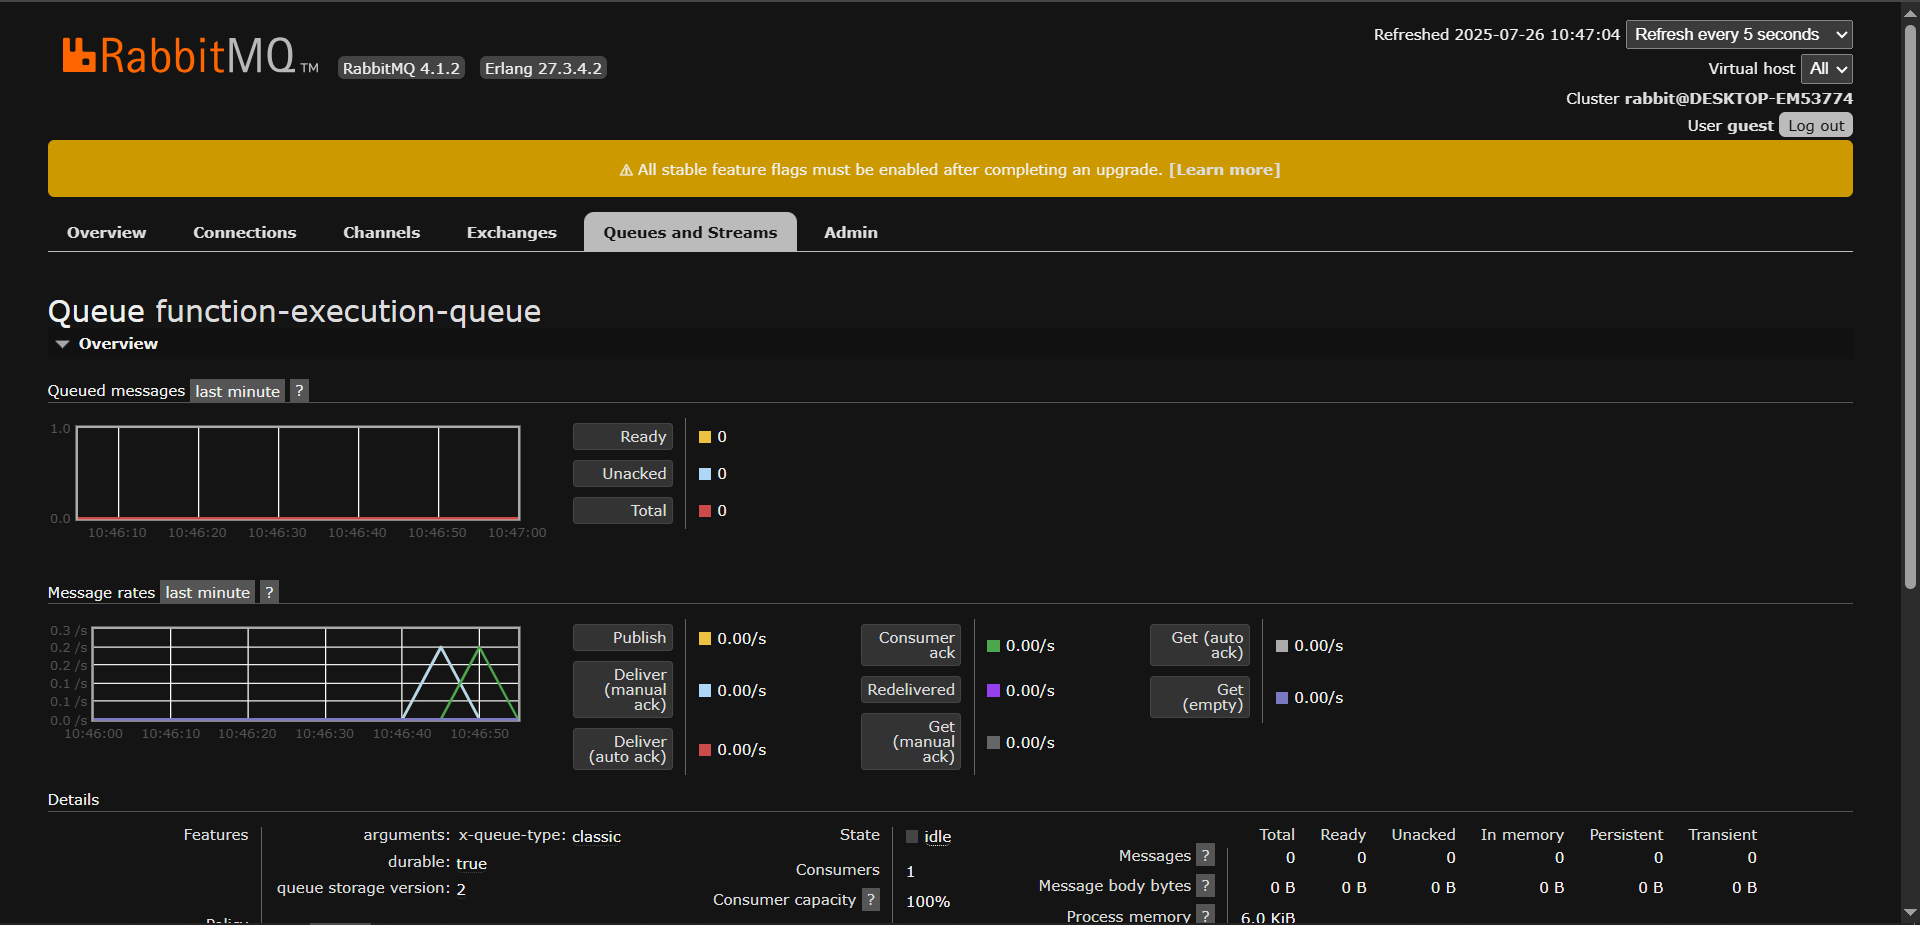 Refreshed 2025-07-26 10:47:04 Refresh every 5 seconds
RabbitMQ TM RabbitMQ 4.1.2 Erlang 27.3.4.2
Virtual host All
Cluster rabbit@DESKTOP-EM53774
User guest Log out
⚠ All stable feature flags must be enabled after completing an upgrade. [Learn more]
Overview Connections Channels Exchanges Queues and Streams Admin
Queue function-execution-queue
Overview
Queued messages last minute ?
1.0
0.0
10:46:10 10:46:20 10:46:30 10:46:40 10:46:50 10:47:00
Ready 0
Unacked 0
Total 0
Message rates last minute ?
0.3 /s
0.2 /s
0.2 /s
0.1 /s
0.1 /s
0.0 /s
10:46:00 10:46:10 10:46:20 10:46:30 10:46:40 10:46:50
Publish 0.00/s
Deliver
(manual 0.00/s
ack)
Deliver
(auto ack) 0.00/s
Consumer
ack 0.00/s
Redelivered 0.00/s
Get
(manual 0.00/s
ack)
Get (auto
ack) 0.00/s
Get
(empty) 0.00/s
Details
Features arguments: x-queue-type: classic
durable: true
queue storage version: 2
Policy
State idle
Consumers 1
Consumer capacity ? 100%
Total Ready Unacked In memory Persistent Transient
Messages ? 0 0 0 0 0 0
Message body bytes ? 0 B 0 B 0 B 0 B 0 B 0 B
Process memory ? 6.0 KiB